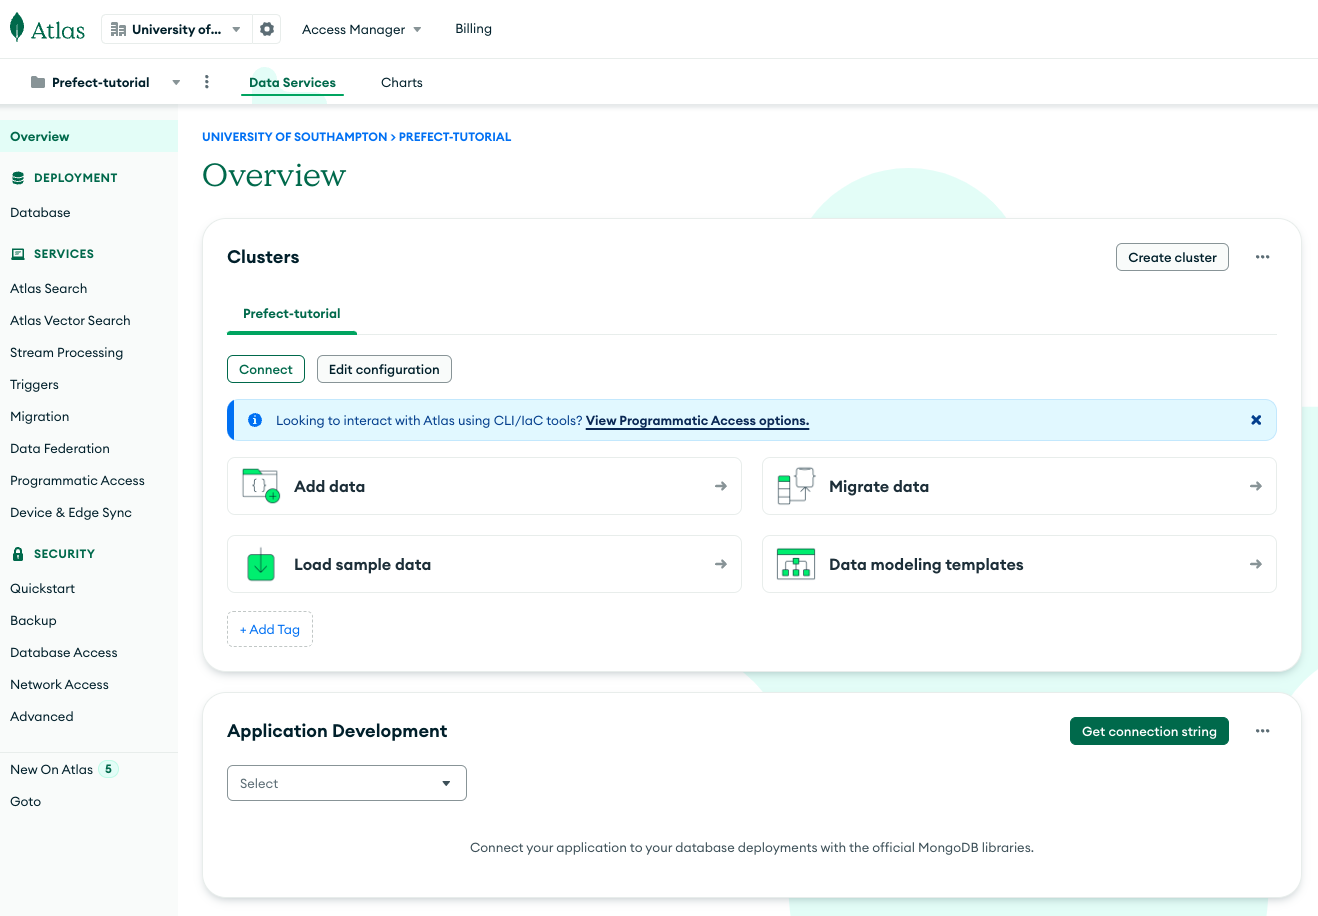 Atlas
University of...
Access Manager
Billing
Prefect-tutorial
Data Services
Charts
Overview
DEPLOYMENT
Database
SERVICES
Atlas Search
Atlas Vector Search
Stream Processing
Triggers
Migration
Data Federation
Programmatic Access
Device & Edge Sync
SECURITY
Quickstart
Backup
Database Access
Network Access
Advanced
New On Atlas 5
Goto
UNIVERSITY OF SOUTHAMPTON > PREFECT-TUTORIAL
Overview
Clusters
Create cluster
Prefect-tutorial
Connect
Edit configuration
Looking to interact with Atlas using CLI/IaC tools? View Programmatic Access options.
{ } Add data
Migrate data
Load sample data
Data modeling templates
+ Add Tag
Application Development
Get connection string
Select
Connect your application to your database deployments with the official MongoDB libraries.